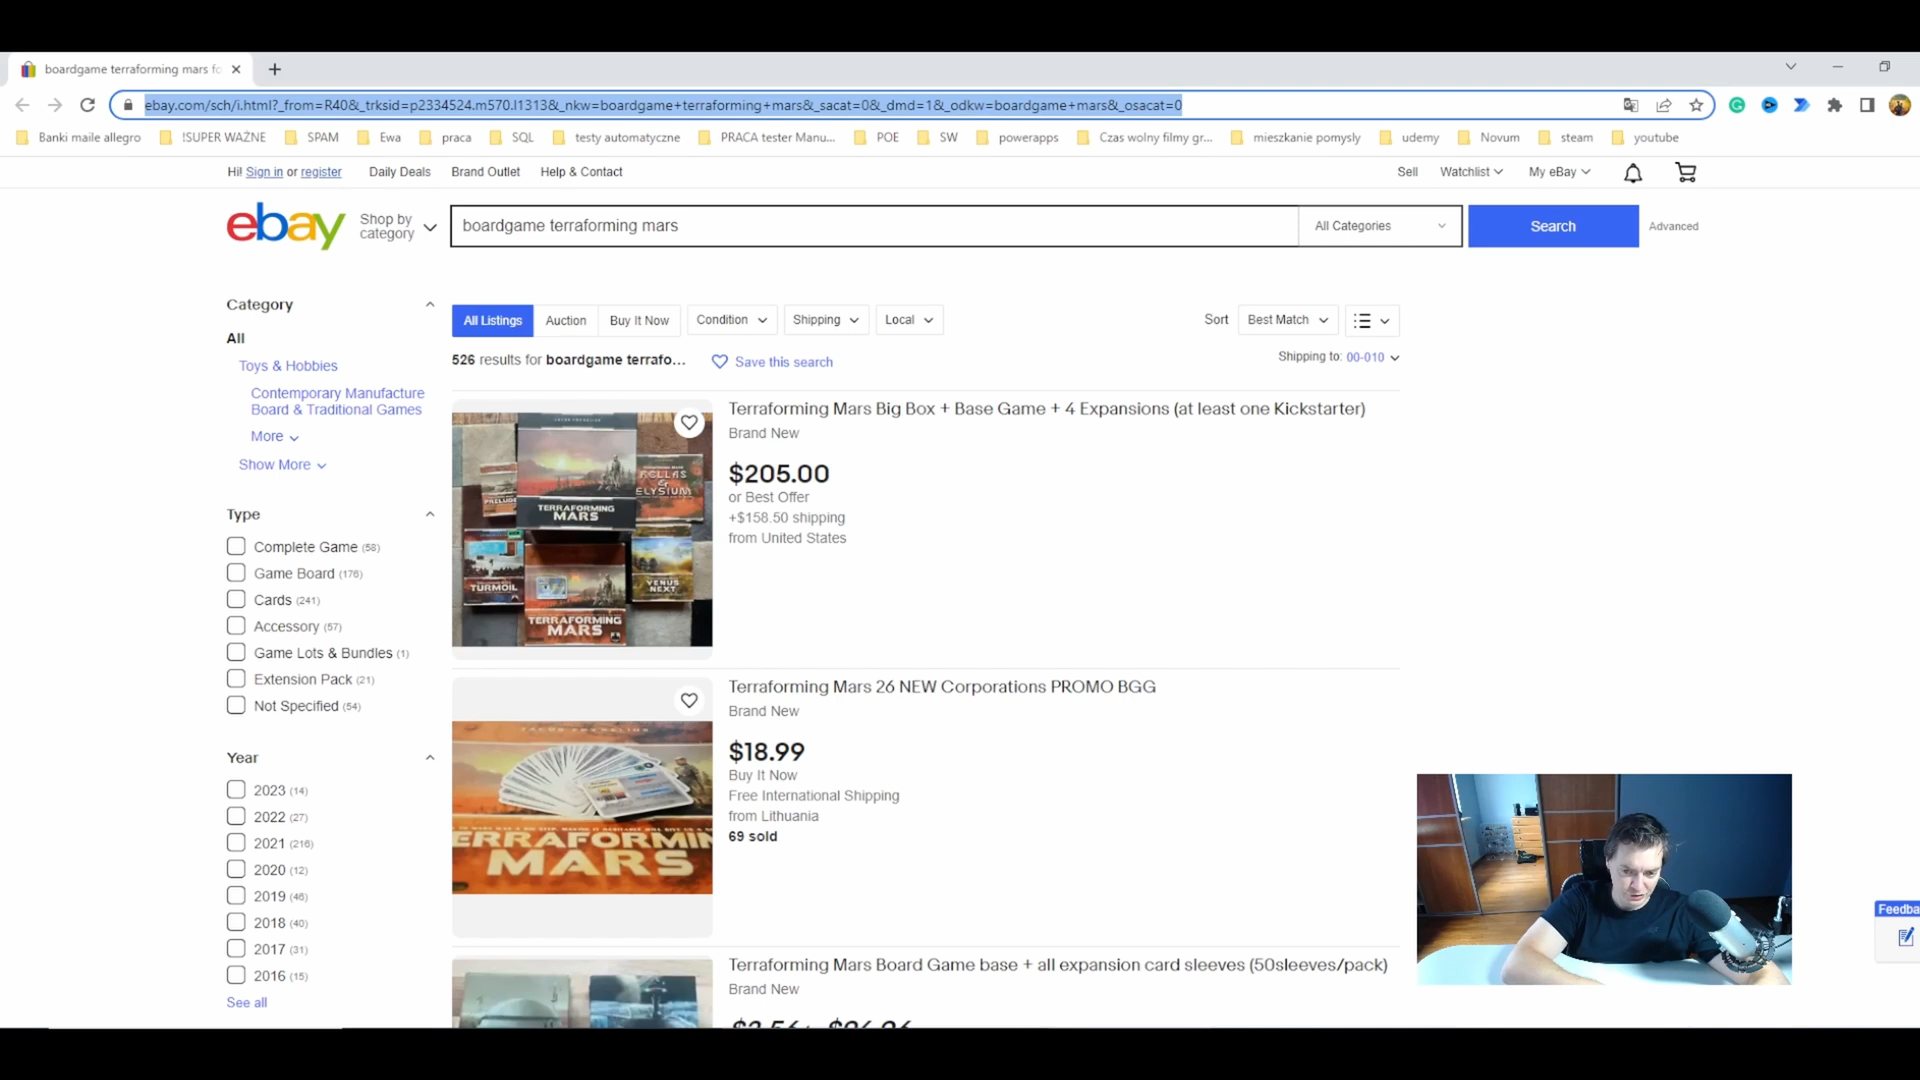 boardgame terraforming mars fo
ebay.com/sch/i.html?_from=R40&_trksid=p2334524.m570.l1313&_nkw=boardgame+terraforming+mars&_sacat=0&_dmd=1&_odkw=boardgame+mars&_osacat=0
Banki maile allegro !SUPER WAŻNE SPAM Ewa praca SQL testy automatyczne PRACA tester Manu... POE SW powerapps Czas wolny filmy gr... mieszkanie pomysly udemy Novum steam youtube
Hi! Sign in or register Daily Deals Brand Outlet Help & Contact Sell Watchlist My eBay
ebay Shop by category boardgame terraforming mars All Categories Search Advanced
Category
All
Toys & Hobbies
Contemporary Manufacture
Board & Traditional Games
More
Show More
Type
Complete Game (58)
Game Board (176)
Cards (241)
Accessory (57)
Game Lots & Bundles (1)
Extension Pack (21)
Not Specified (54)
Year
2023 (14)
2022 (27)
2021 (216)
2020 (12)
2019 (46)
2018 (40)
2017 (31)
2016 (15)
See all
All Listings Auction Buy It Now Condition Shipping Local Sort Best Match
526 results for boardgame terrafo... Save this search Shipping to: 00-010
HELLAS
&
ELYSIUM
PRELUDE
TERRAFORMING
MARS
TURMOIL
VENUS
NEXT
TERRAFORMING
MARS
Terraforming Mars Big Box + Base Game + 4 Expansions (at least one Kickstarter)
Brand New
$205.00
or Best Offer
+$158.50 shipping
from United States
ERRAFORMIN
MARS
Terraforming Mars 26 NEW Corporations PROMO BGG
Brand New
$18.99
Buy It Now
Free International Shipping
from Lithuania
69 sold
Terraforming Mars Board Game base + all expansion card sleeves (50sleeves/pack)
Brand New
Feedba